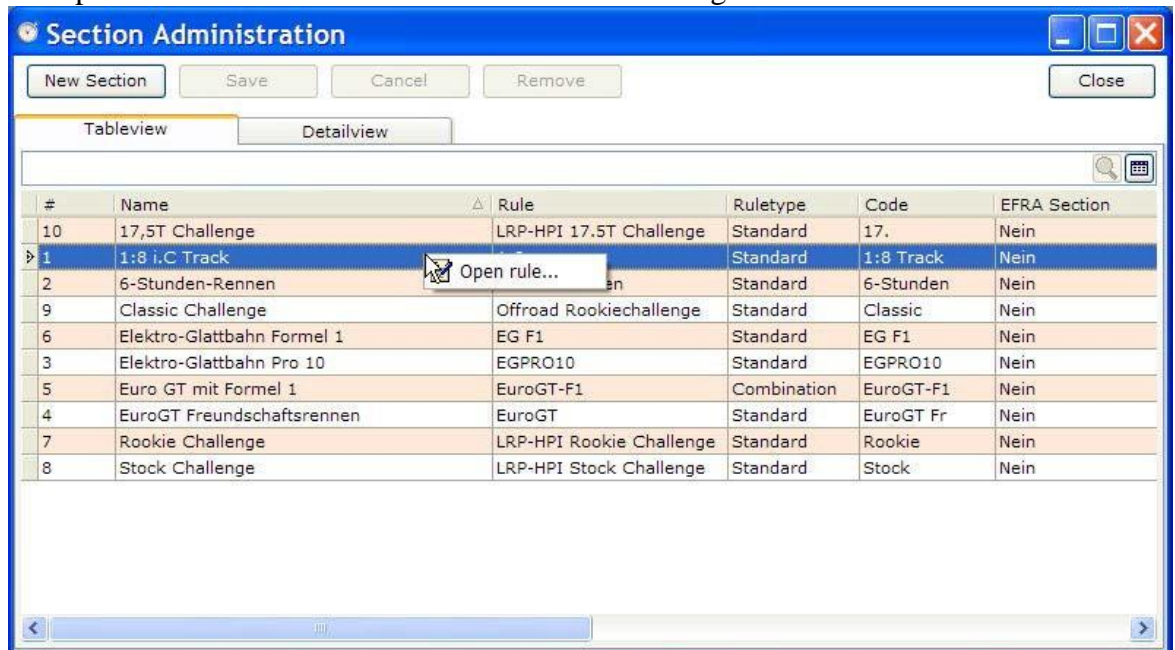 Section Administration
New Section Save Cancel Remove Close
Tableview Detailview
# Name Rule Ruletype Code EFRA Section
10 17,5T Challenge LRP-HPI 17.5T Challenge Standard 17. Nein
1 1:8 i.C Track Standard 1:8 Track Nein
Open rule...
2 6-Stunden-Rennen en Standard 6-Stunden Nein
9 Classic Challenge Offroad Rookiechallenge Standard Classic Nein
6 Elektro-Glattbahn Formel 1 EG F1 Standard EG F1 Nein
3 Elektro-Glattbahn Pro 10 EGPRO10 Standard EGPRO10 Nein
5 Euro GT mit Formel 1 EuroGT-F1 Combination EuroGT-F1 Nein
4 EuroGT Freundschaftsrennen EuroGT Standard EuroGT Fr Nein
7 Rookie Challenge LRP-HPI Rookie Challenge Standard Rookie Nein
8 Stock Challenge LRP-HPI Stock Challenge Standard Stock Nein